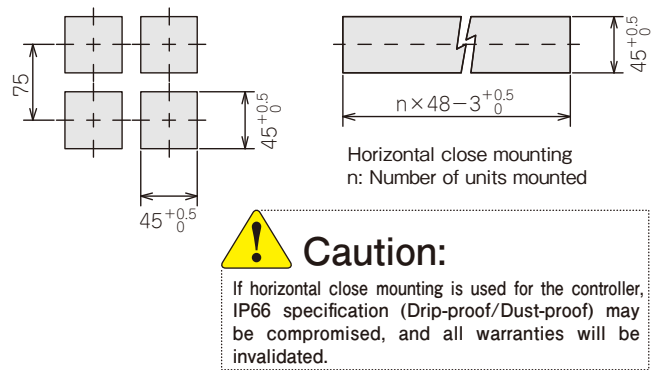 75
45+0.5 0
45+0.5 0
n×48−3+0.5 0
45+0.5 0
Horizontal close mounting
n: Number of units mounted
! Caution:
If horizontal close mounting is used for the controller,
IP66 specification (Drip-proof/Dust-proof) may
be compromised, and all warranties will be
invalidated.